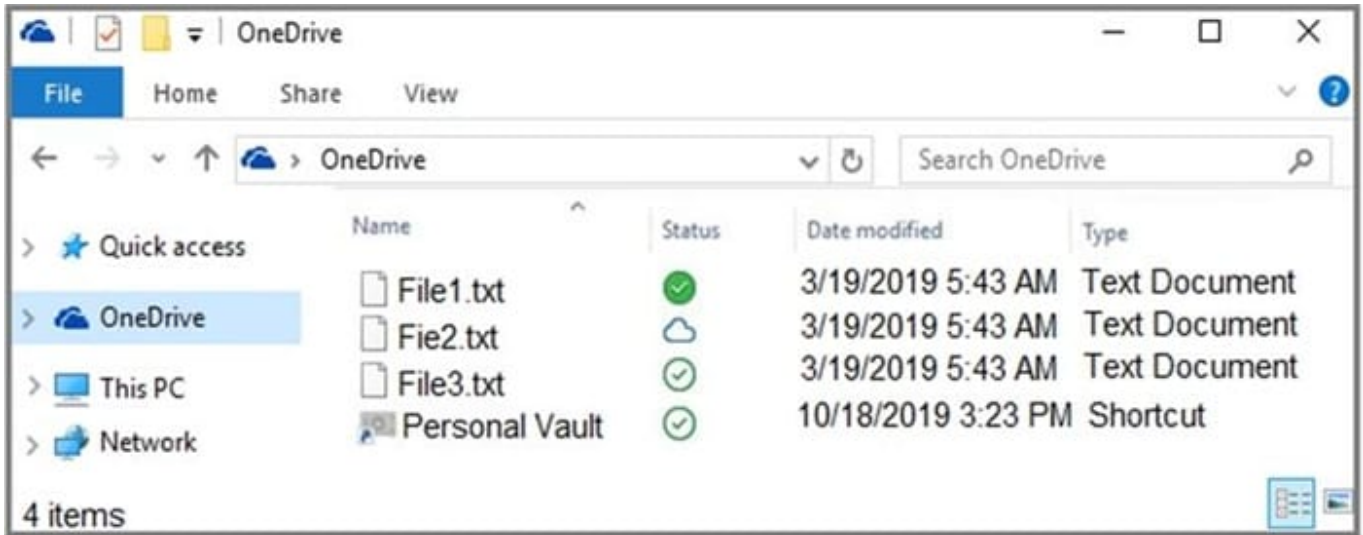 OneDrive
File Home Share View
OneDrive Search OneDrive
Name Status Date modified Type
Quick access
OneDrive
This PC
Network
File1.txt 3/19/2019 5:43 AM Text Document
Fie2.txt 3/19/2019 5:43 AM Text Document
File3.txt 3/19/2019 5:43 AM Text Document
Personal Vault 10/18/2019 3:23 PM Shortcut
4 items